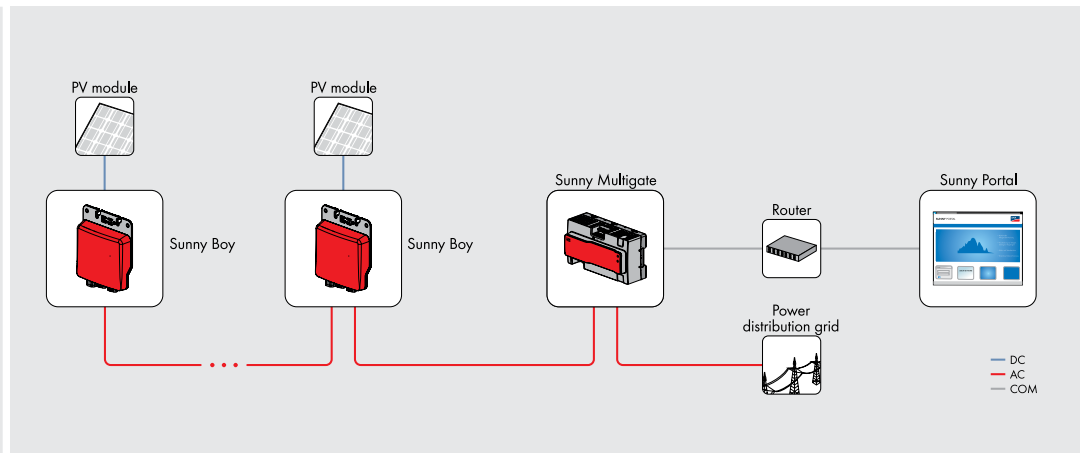 PV module
PV module
Sunny Multigate
Sunny Portal
Router
Sunny Boy
Sunny Boy
Power
distribution grid
DC
AC
COM